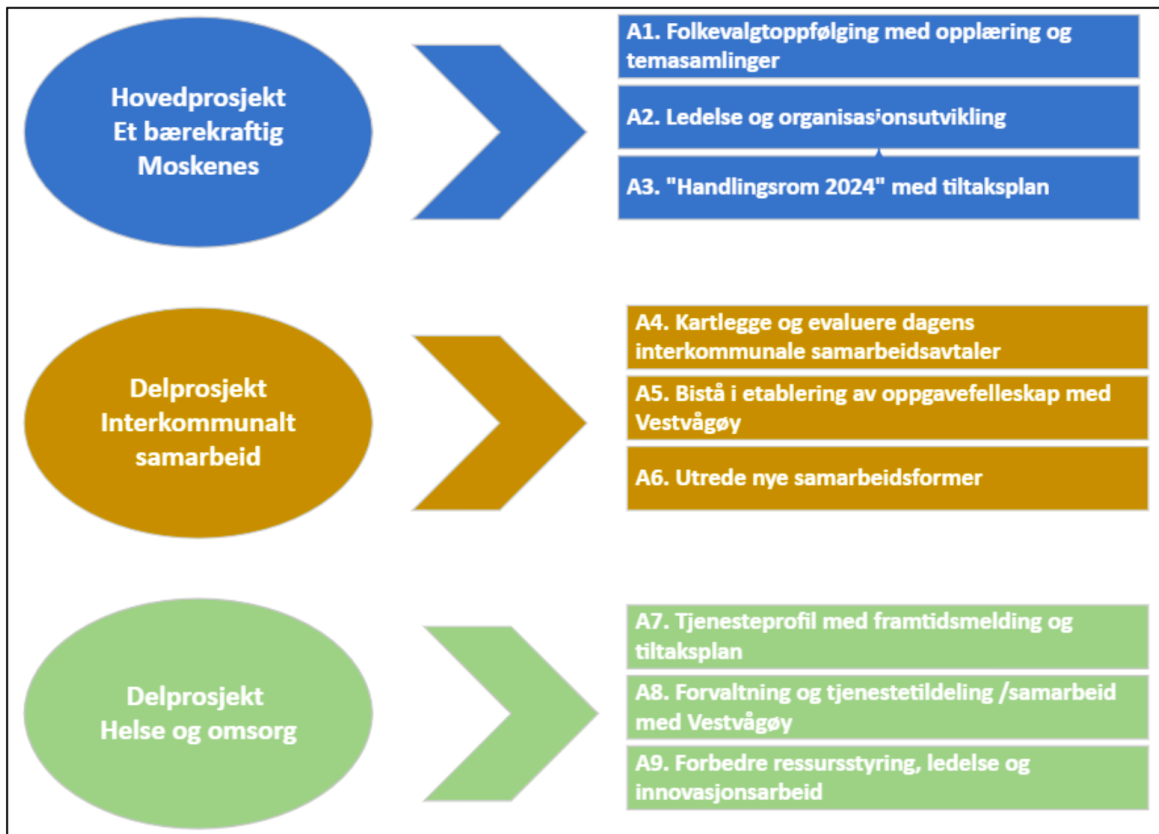 Hovedprosjekt
Et bærekraftig
Moskenes
A1. Folkevalgtoppfølging med opplæring og
temasamlinger
A2. Ledelse og organisasjonsutvikling
A3. "Handlingsrom 2024" med tiltaksplan
Delprosjekt
Interkommunalt
samarbeid
A4. Kartlegge og evaluere dagens
interkommunale samarbeidsavtaler
A5. Bistå i etablering av oppgavefelleskap med
Vestvågøy
A6. Utrede nye samarbeidsformer
Delprosjekt
Helse og omsorg
A7. Tjenesteprofil med framtidsmelding og
tiltaksplan
A8. Forvaltning og tjenestetildeling /samarbeid
med Vestvågøy
A9. Forbedre ressursstyring, ledelse og
innovasjonsarbeid